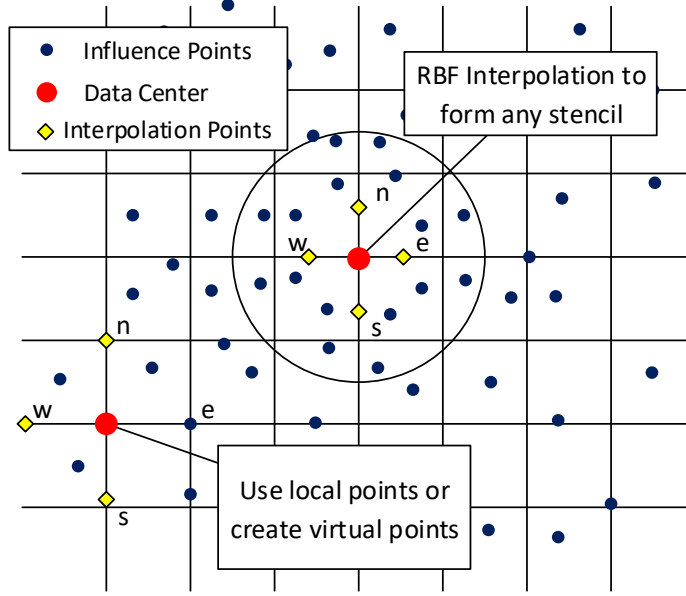 Influence Points
Data Center
Interpolation Points
RBF Interpolation to
form any stencil
n
w
e
s
n
w
e
s
Use local points or
create virtual points